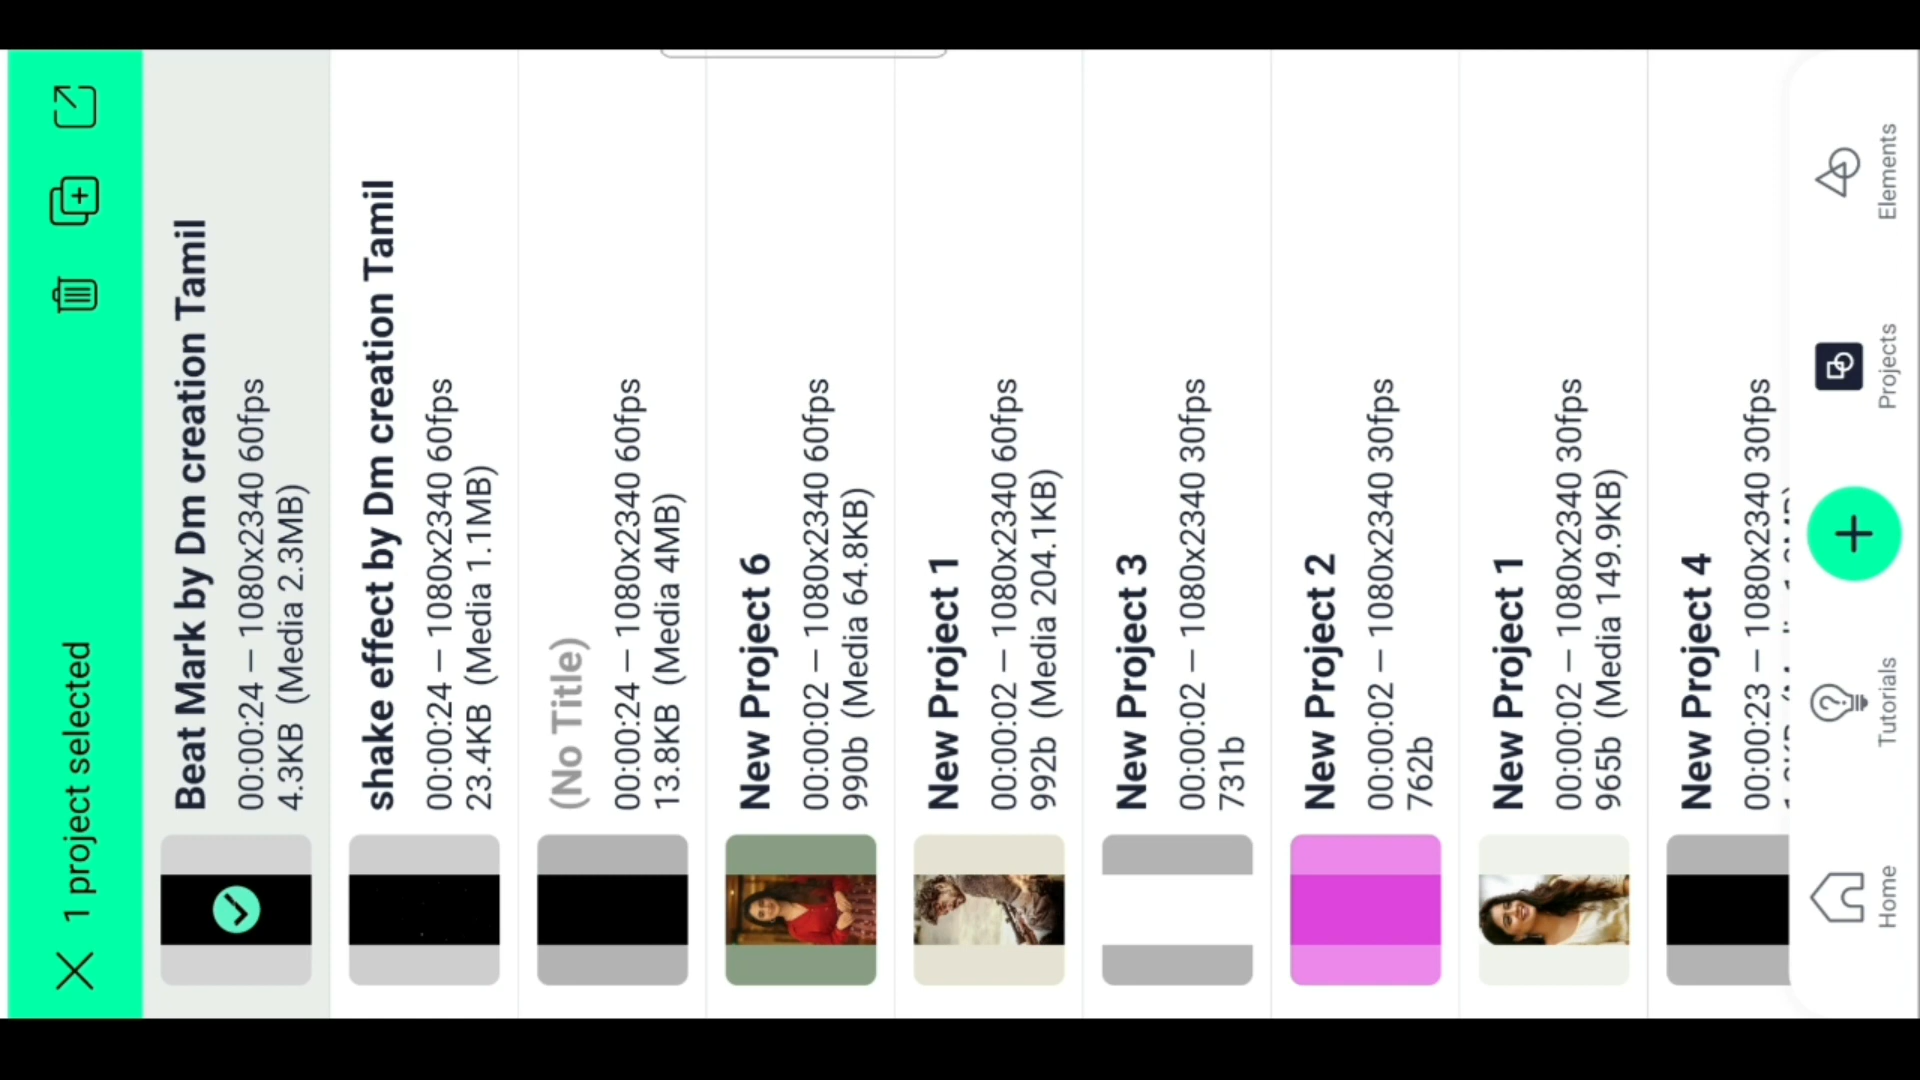 1 project selected
Beat Mark by Dm creation Tamil
00:00:24 — 1080x2340 60fps
4.3KB (Media 2.3MB)
shake effect by Dm creation Tamil
00:00:24 — 1080x2340 60fps
23.4KB (Media 1.1MB)
(No Title)
00:00:24 — 1080x2340 60fps
13.8KB (Media 4MB)
New Project 6
00:00:02 — 1080x2340 60fps
990b (Media 64.8KB)
New Project 1
00:00:02 — 1080x2340 60fps
992b (Media 204.1KB)
New Project 3
00:00:02 — 1080x2340 30fps
731b
New Project 2
00:00:02 — 1080x2340 30fps
762b
New Project 1
00:00:02 — 1080x2340 30fps
965b (Media 149.9KB)
New Project 4
00:00:23 — 1080x2340 30fps
Home
Tutorials
Projects
Elements